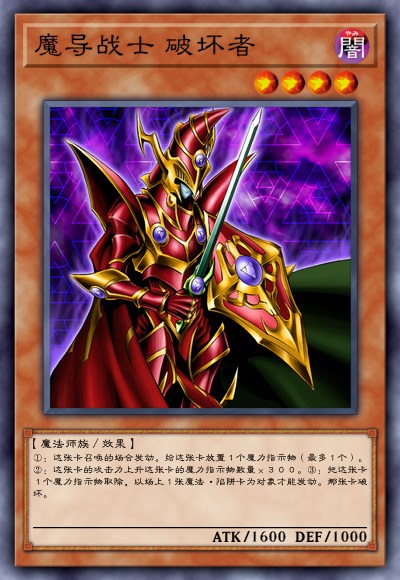 魔导战士 破坏者
やみ
闇
【魔法师族／效果】
①：这张卡召唤的场合发动。给这张卡放置1个魔力指示物（最多1个）。
②：这张卡的攻击力上升这张卡的魔力指示物数量×300。③：把这张卡
1个魔力指示物取除，以场上1张魔法·陷阱卡为对象才能发动。那张卡破
坏。
ATK/1600 DEF/1000